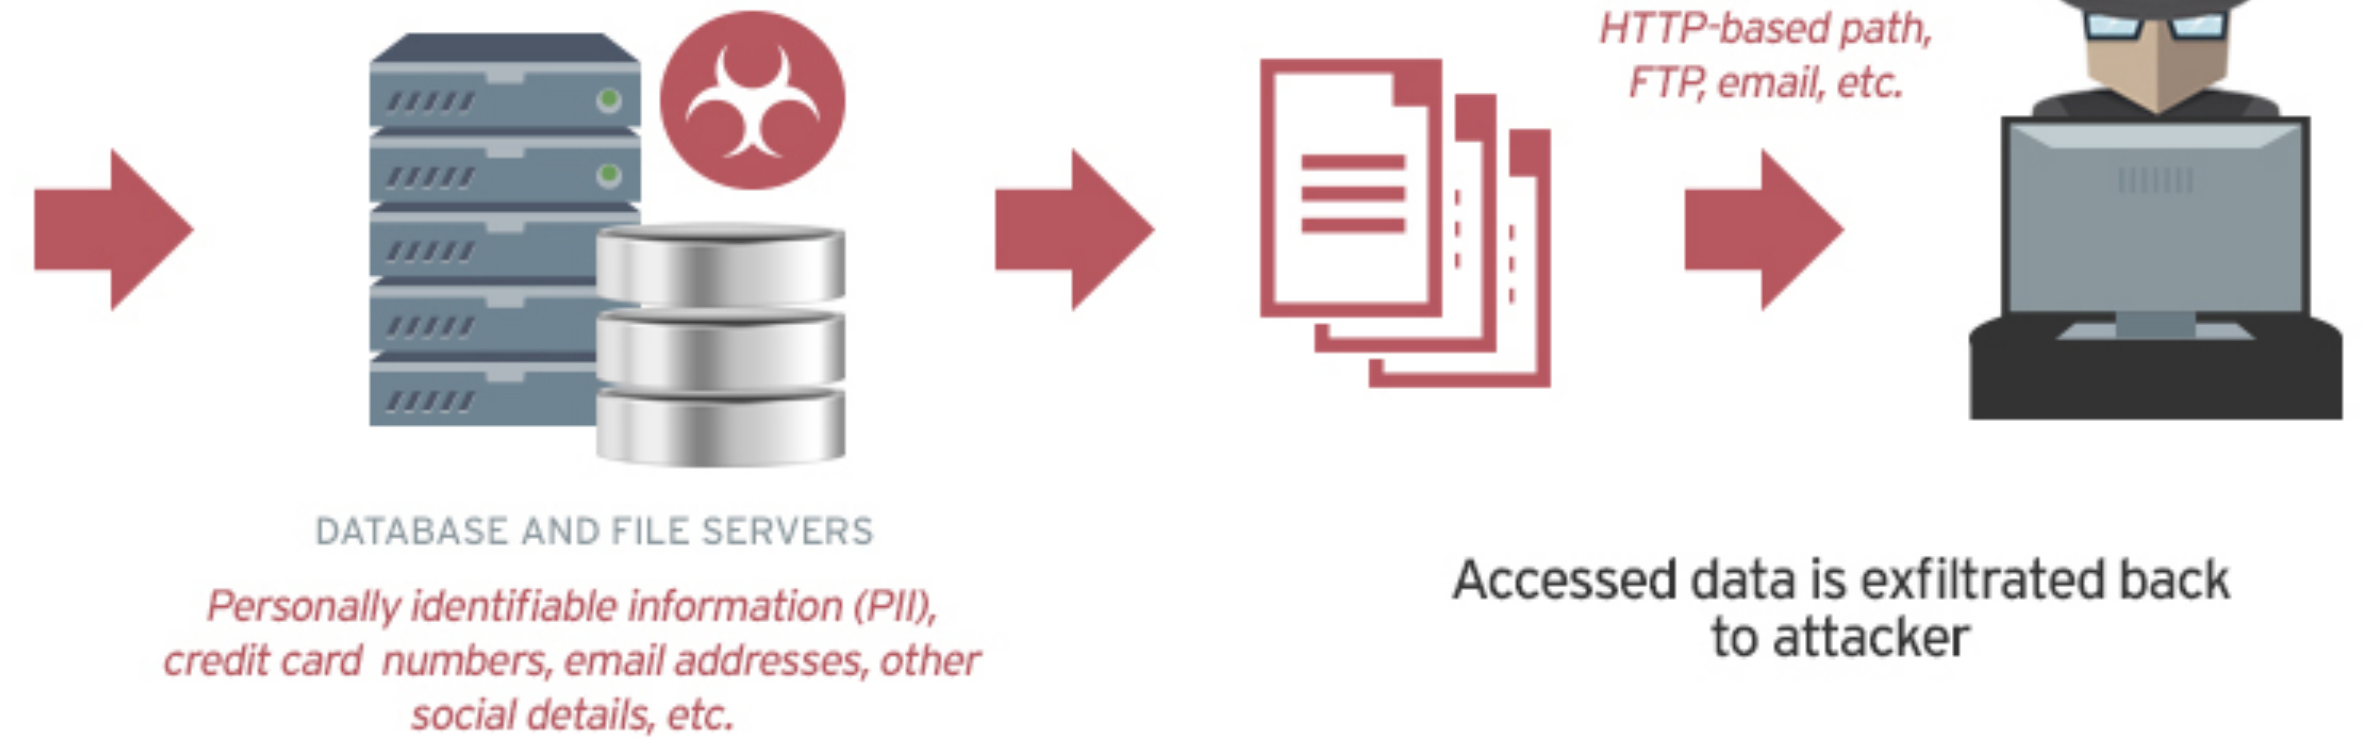 HTTP-based path,
FTP, email, etc.
DATABASE AND FILE SERVERS
Personally identifiable information (PII),
credit card numbers, email addresses, other
social details, etc.
Accessed data is exfiltrated back
to attacker